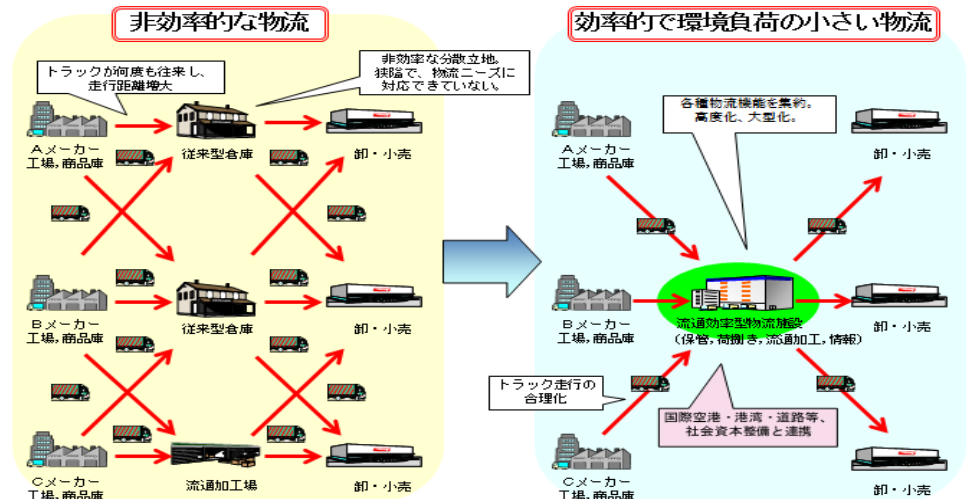 非効率的な物流
トラックが何度も往来し、
走行距離増大
非効率な分散立地。
狭隘で、物流ニーズに
対応できていない。
Aメーカー
工場,商品庫
従来型倉庫
卸・小売
Bメーカー
工場,商品庫
従来型倉庫
卸・小売
Cメーカー
工場,商品庫
流通加工場
卸・小売
効率的で環境負荷の小さい物流
各種物流機能を集約。
高度化、大型化。
Aメーカー
工場,商品庫
卸・小売
Bメーカー
工場,商品庫
流通効率型物流施設
(保管,荷捌き,流通加工,情報)
卸・小売
トラック走行の
合理化
国際空港・港湾・道路等、
社会資本整備と連携
Cメーカー
工場,商品庫
卸・小売